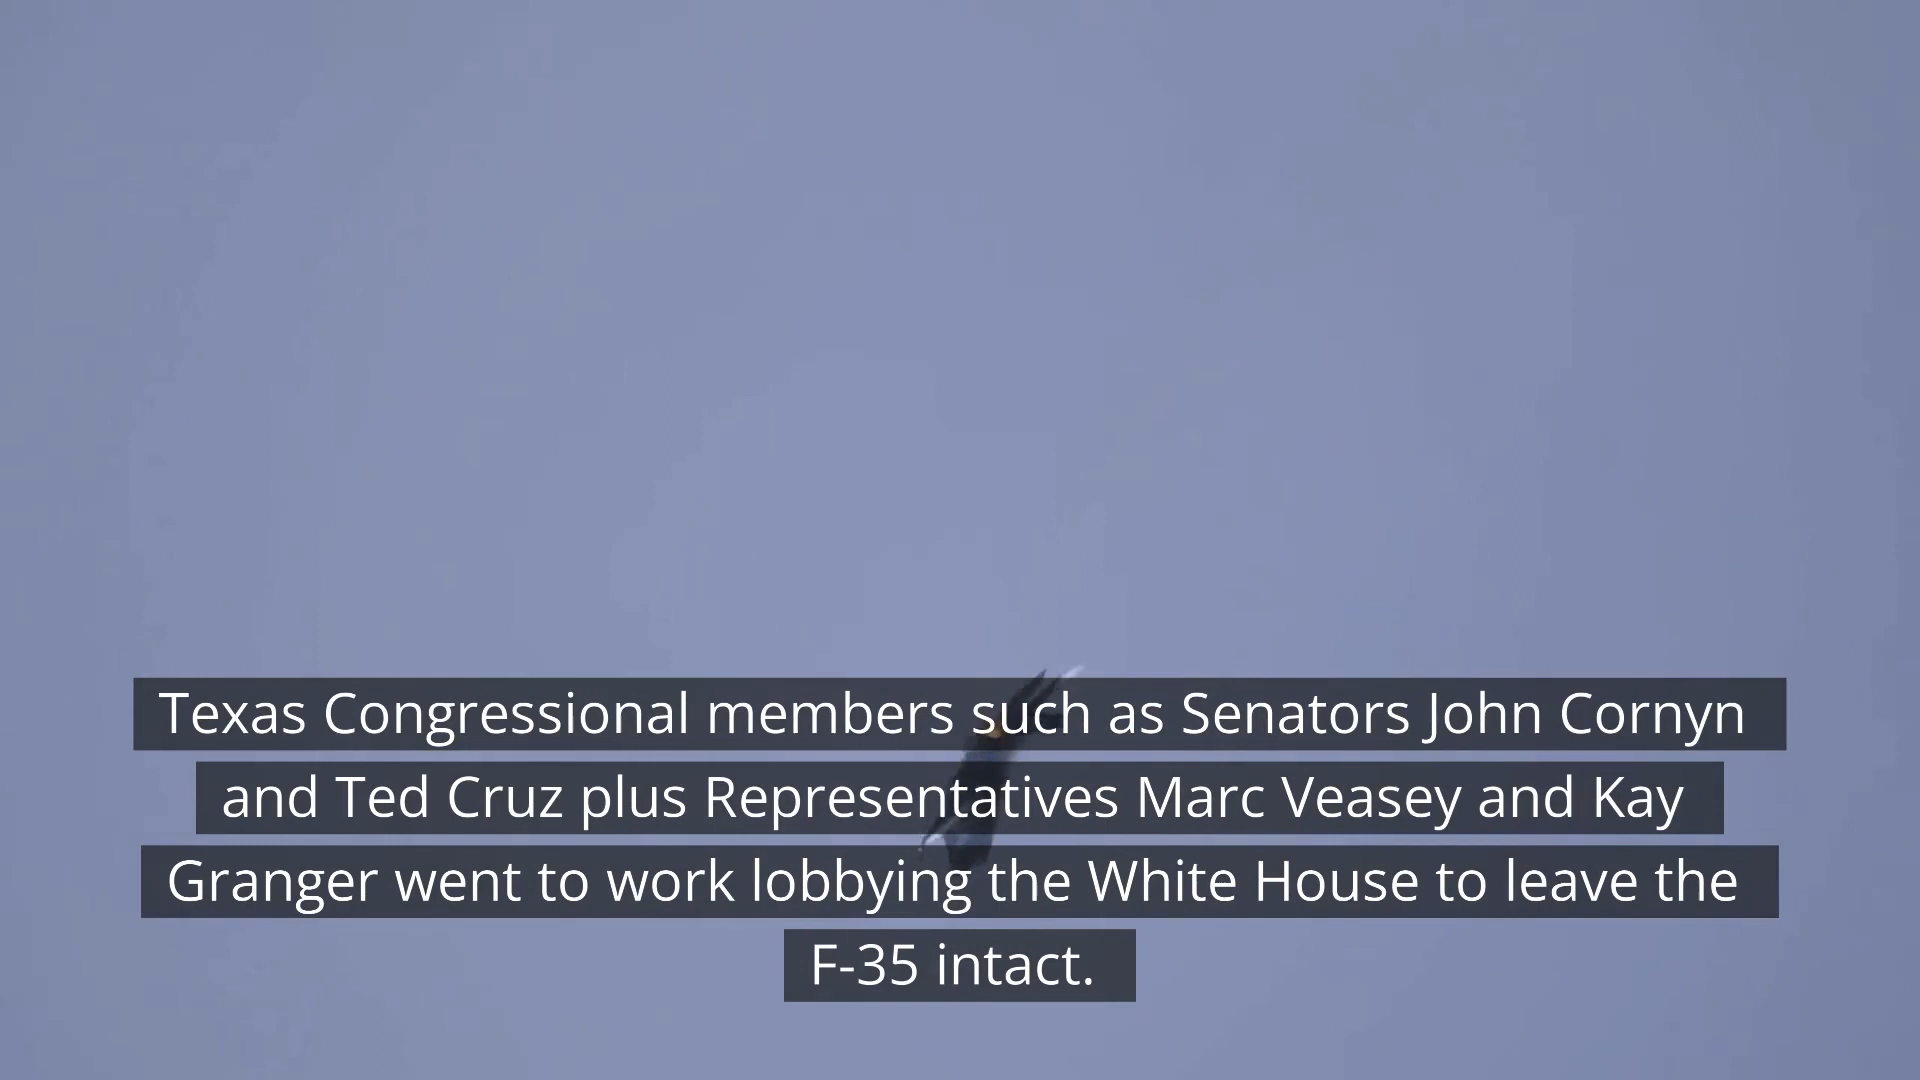 Texas Congressional members such as Senators John Cornyn
and Ted Cruz plus Representatives Marc Veasey and Kay
Granger went to work lobbying the White House to leave the
F-35 intact.